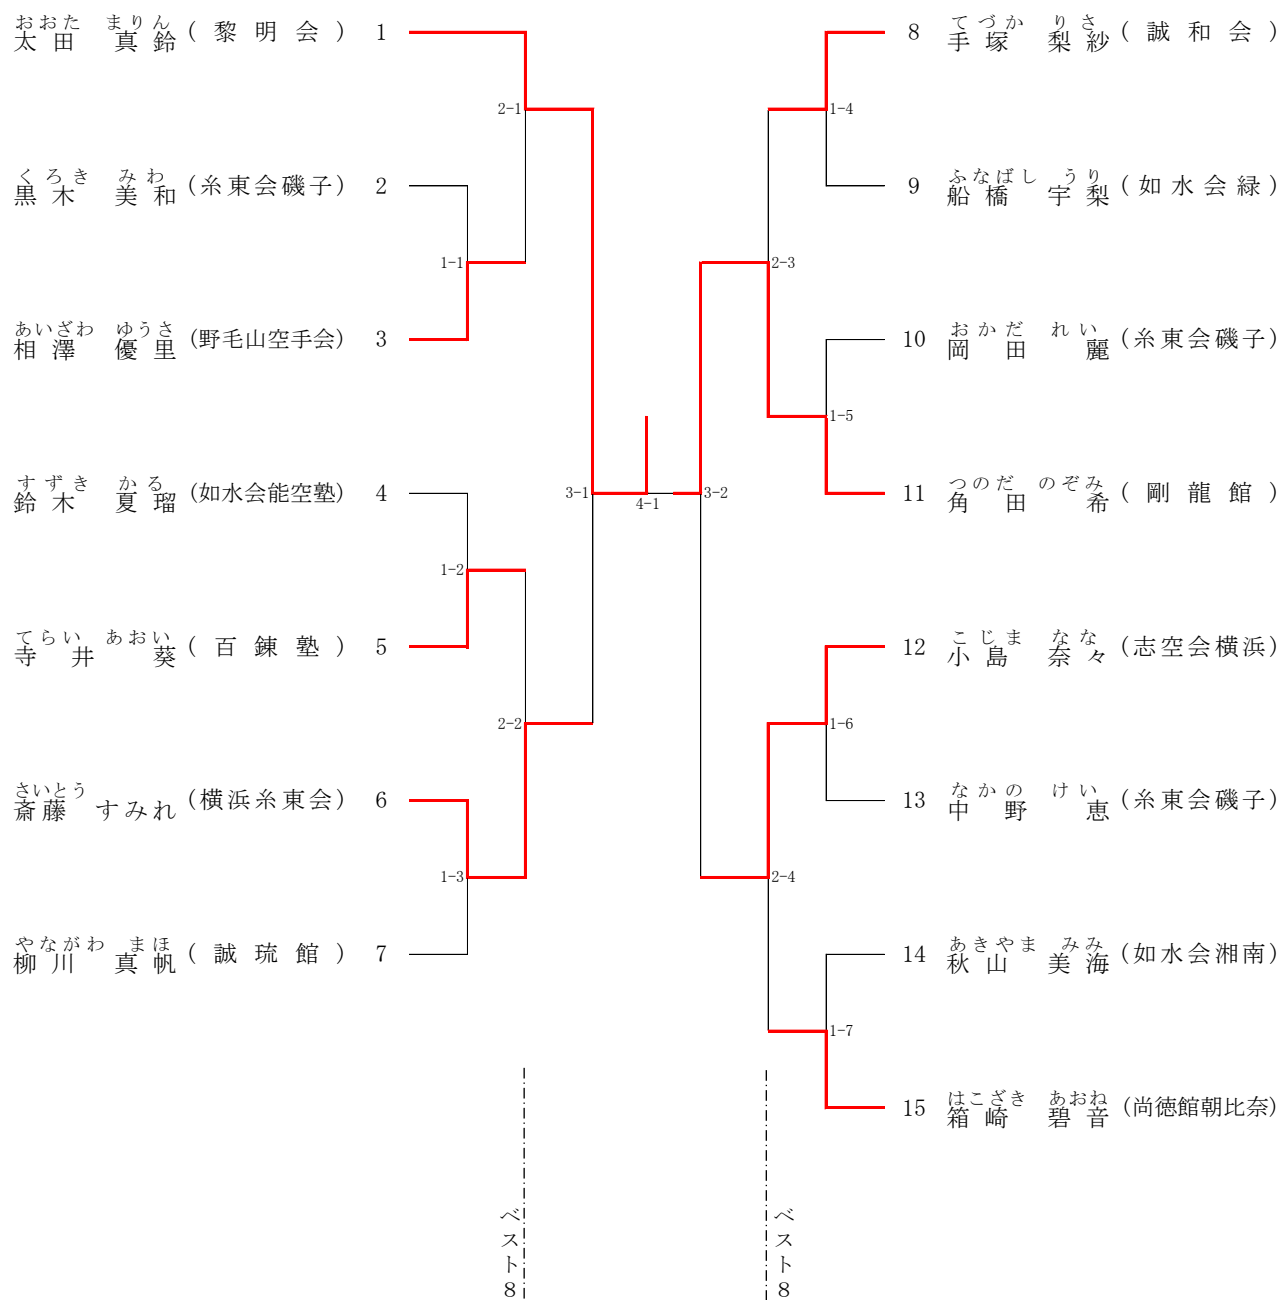 おおた まりん
太田 真鈴 (黎明会) 1
2-1
くろき みわ
黒木 美和 (糸東会磯子) 2
1-1
あいざわ ゆうさ
相澤 優里 (野毛山空手会) 3
すずき かる
鈴木 夏瑠 (如水会能空塾) 4
3-1
4-1
3-2
1-2
てらい あおい
寺井 葵 (百錬塾) 5
2-2
さいとう
斎藤 すみれ (横浜糸東会) 6
1-3
やながわ まほ
柳川 真帆 (誠琉館) 7
ベスト8
てづか りさ
8 手塚 梨紗 (誠和会)
1-4
ふなばし うり
9 船橋 宇梨 (如水会緑)
2-3
おかだ れい
10 岡田 麗 (糸東会磯子)
1-5
つのだ のぞみ
11 角田 希 (剛龍館)
こじま なな
12 小島 奈々 (志空会横浜)
1-6
なかの けい
13 中野 恵 (糸東会磯子)
2-4
あきやま みみ
14 秋山 美海 (如水会湘南)
1-7
はこざき あおね
15 箱崎 碧音 (尚徳館朝比奈)
ベスト8